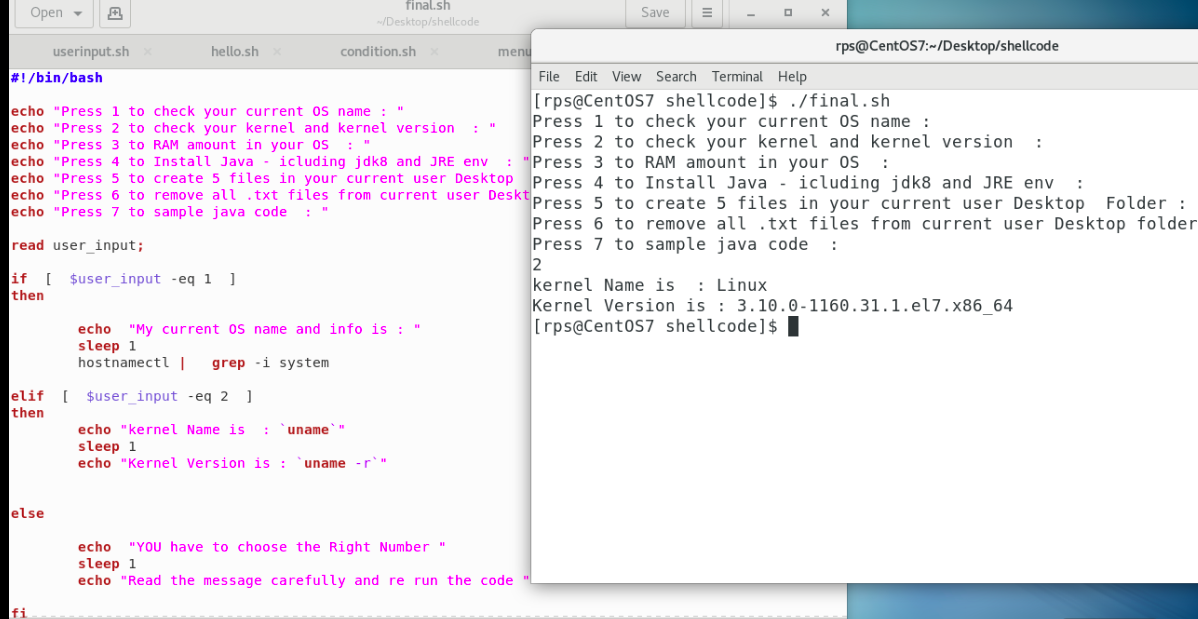 Open
final.sh
~/Desktop/shellcode
Save
userinput.sh × hello.sh × condition.sh × menu
#!/bin/bash
echo "Press 1 to check your current OS name : "
echo "Press 2 to check your kernel and kernel version  : "
echo "Press 3 to RAM amount in your OS  : "
echo "Press 4 to Install Java - icluding jdk8 and JRE env  : "
echo "Press 5 to create 5 files in your current user Desktop
echo "Press 6 to remove all .txt files from current user Deskt
echo "Press 7 to sample java code  : "
read user_input;
if  [  $user_input -eq 1  ]
then
echo  "My current OS name and info is : "
sleep 1
hostnamectl |   grep -i system
elif  [  $user_input -eq 2  ]
then
echo "kernel Name is  : `uname`"
sleep 1
echo "Kernel Version is : `uname -r`"
else
echo  "YOU have to choose the Right Number "
sleep 1
echo "Read the message carefully and re run the code "
fi
rps@CentOS7:~/Desktop/shellcode
File Edit View Search Terminal Help
[rps@CentOS7 shellcode]$ ./final.sh
Press 1 to check your current OS name :
Press 2 to check your kernel and kernel version  :
Press 3 to RAM amount in your OS  :
Press 4 to Install Java - icluding jdk8 and JRE env  :
Press 5 to create 5 files in your current user Desktop  Folder :
Press 6 to remove all .txt files from current user Desktop folder
Press 7 to sample java code  :
2
kernel Name is  : Linux
Kernel Version is : 3.10.0-1160.31.1.el7.x86_64
[rps@CentOS7 shellcode]$